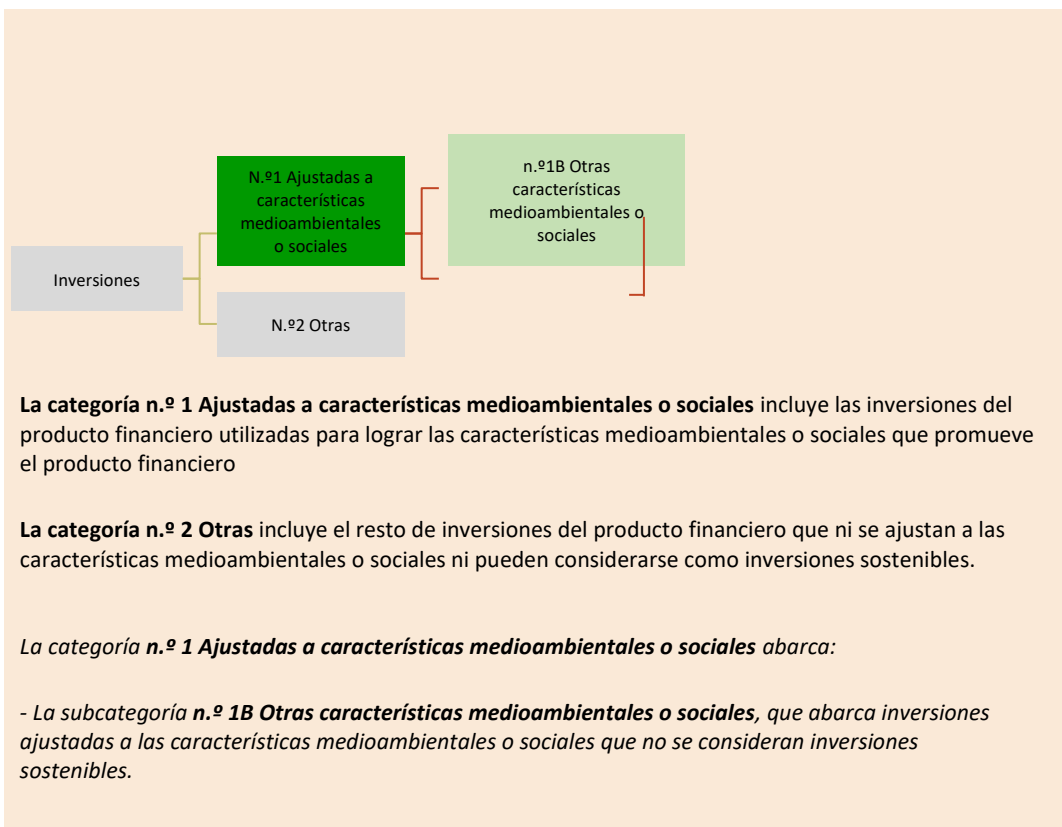 N.º1 Ajustadas a
características
medioambientales
o sociales
n.º1B Otras
características
medioambientales o
sociales
Inversiones
N.º2 Otras
La categoría n.º 1 Ajustadas a características medioambientales o sociales incluye las inversiones del
producto financiero utilizadas para lograr las características medioambientales o sociales que promueve
el producto financiero
La categoría n.º 2 Otras incluye el resto de inversiones del producto financiero que ni se ajustan a las
características medioambientales o sociales ni pueden considerarse como inversiones sostenibles.
La categoría n.º 1 Ajustadas a características medioambientales o sociales abarca:
- La subcategoría n.º 1B Otras características medioambientales o sociales, que abarca inversiones
ajustadas a las características medioambientales o sociales que no se consideran inversiones
sostenibles.